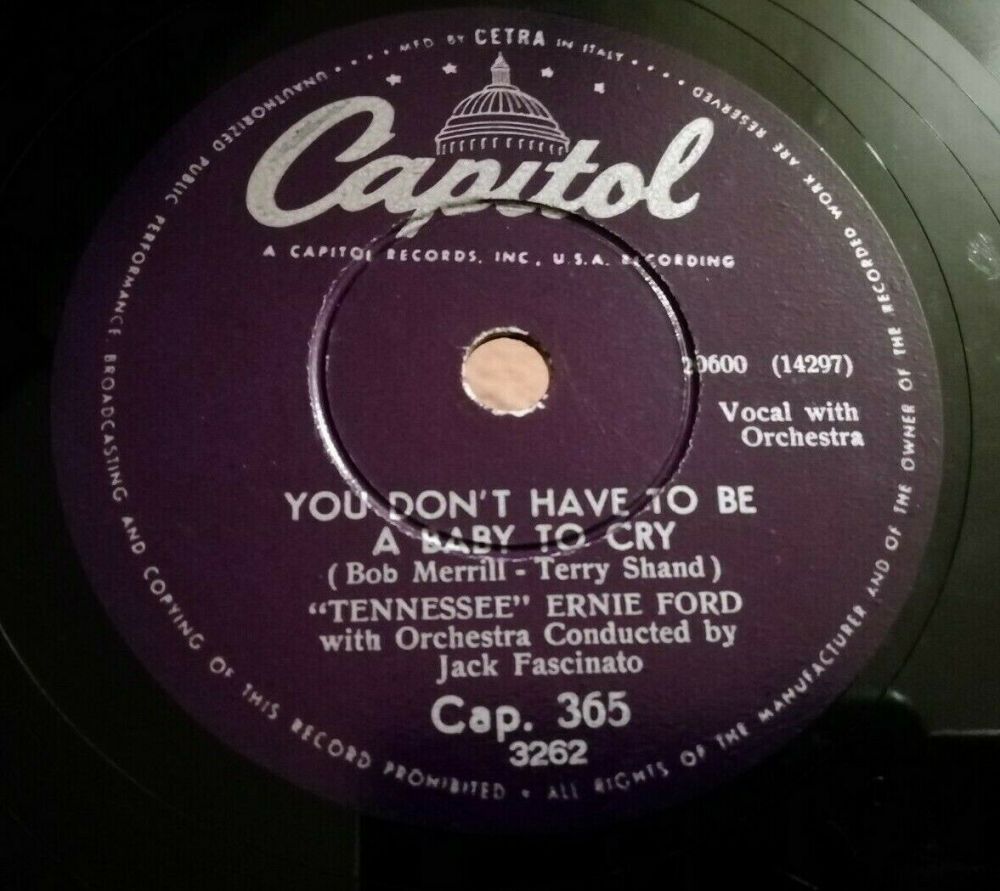 MFD BY CETRA IN ITALY
Capitol
A CAPITOL RECORDS, INC, U.S.A. RECORDING
20600 (14297)
Vocal with
Orchestra
YOU DON'T HAVE TO BE
A BABY TO CRY
(Bob Merrill - Terry Shand)
“TENNESSEE” ERNIE FORD
with Orchestra Conducted by
Jack Fascinato
Cap. 365
3262
UNAUTHORIZED PUBLIC PERFORMANCE BROADCASTING AND COPYING OF THIS RECORD PROHIBITED • ALL RIGHTS OF THE MANUFACTURER AND OF THE OWNER OF THE RECORDED WORK ARE RESERVED